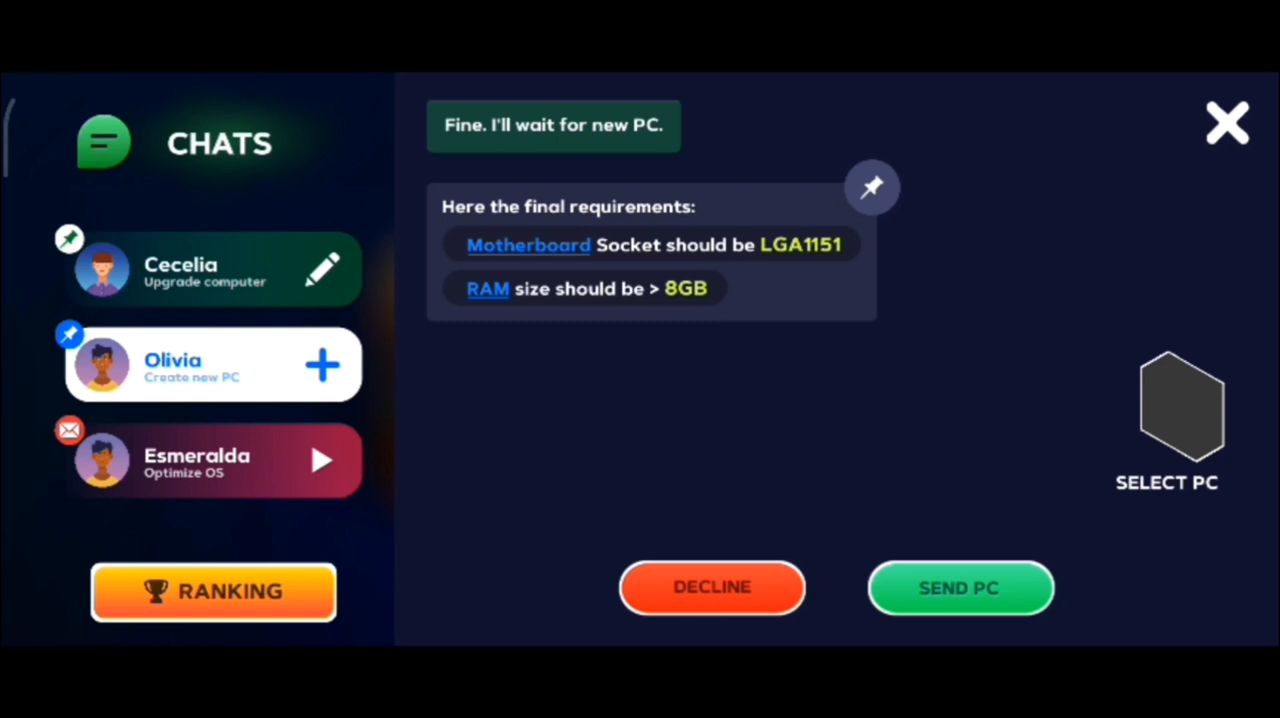 CHATS
Cecelia
Upgrade computer
Olivia
Create new PC
Esmeralda
Optimize OS
RANKING
Fine. I'll wait for new PC.
Here the final requirements:
Motherboard Socket should be LGA1151
RAM size should be > 8GB
SELECT PC
DECLINE
SEND PC